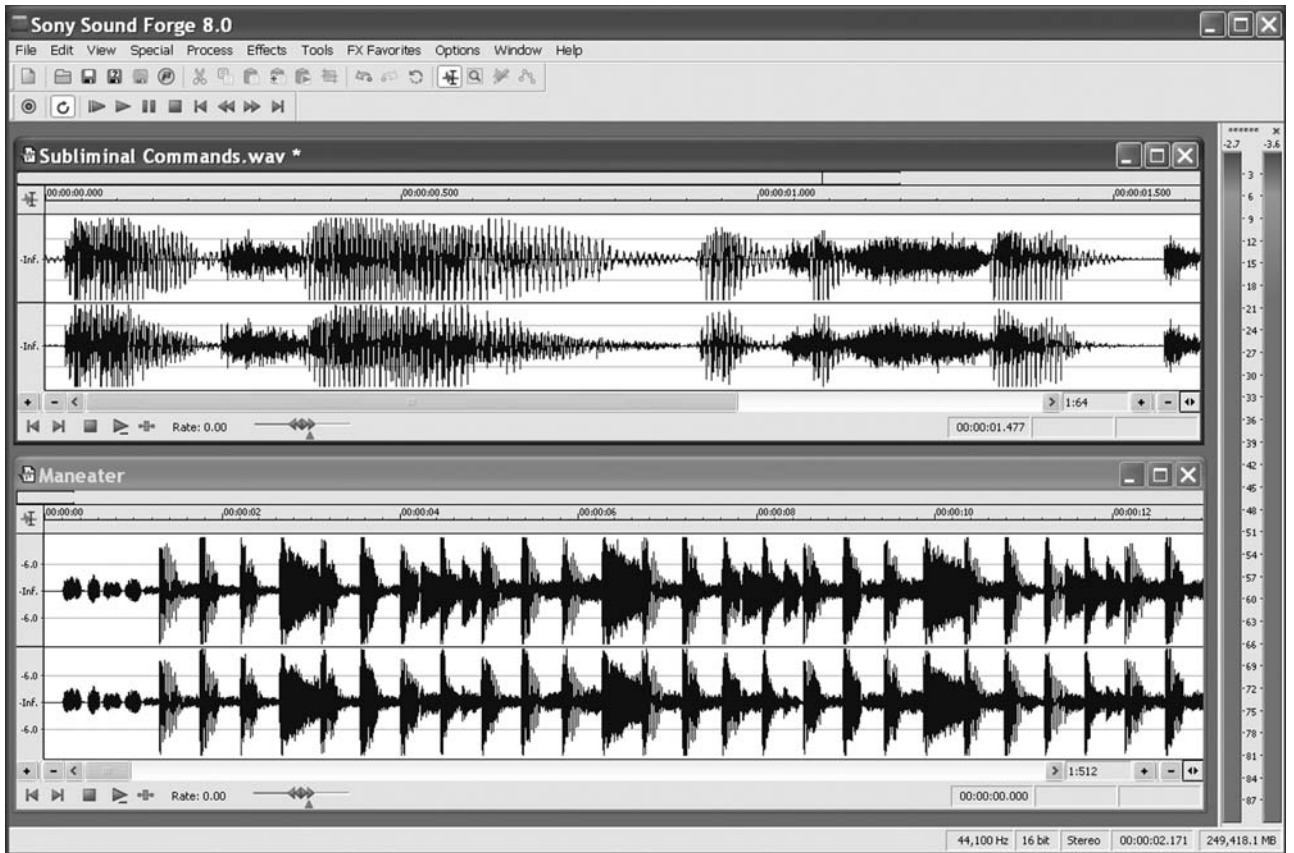 Sony Sound Forge 8.0
File Edit View Special Process Effects Tools FX Favorites Options Window Help
-2.7 -3.6
Subliminal Commands.wav *
00:00:00.000 00:00:00.500 00:00:01.000 00:00:01.500
-Inf.
-Inf.
1:64
Rate: 0.00 00:00:01.477
Maneater
00:00:00 00:00:02 00:00:04 00:00:06 00:00:08 00:00:10 00:00:12
-6.0
-Inf.
-6.0
-6.0
-Inf.
-6.0
1:512
Rate: 0.00 00:00:00.000
- 3 -
- 6 -
- 9 -
-12 -
-15 -
-18 -
-21 -
-24 -
-27 -
-30 -
-33 -
-36 -
-39 -
-42 -
-45 -
-48 -
-51 -
-54 -
-57 -
-60 -
-63 -
-66 -
-69 -
-72 -
-75 -
-78 -
-81 -
-84 -
-87 -
44,100 Hz 16 bit Stereo 00:00:02.171 249,418.1 MB